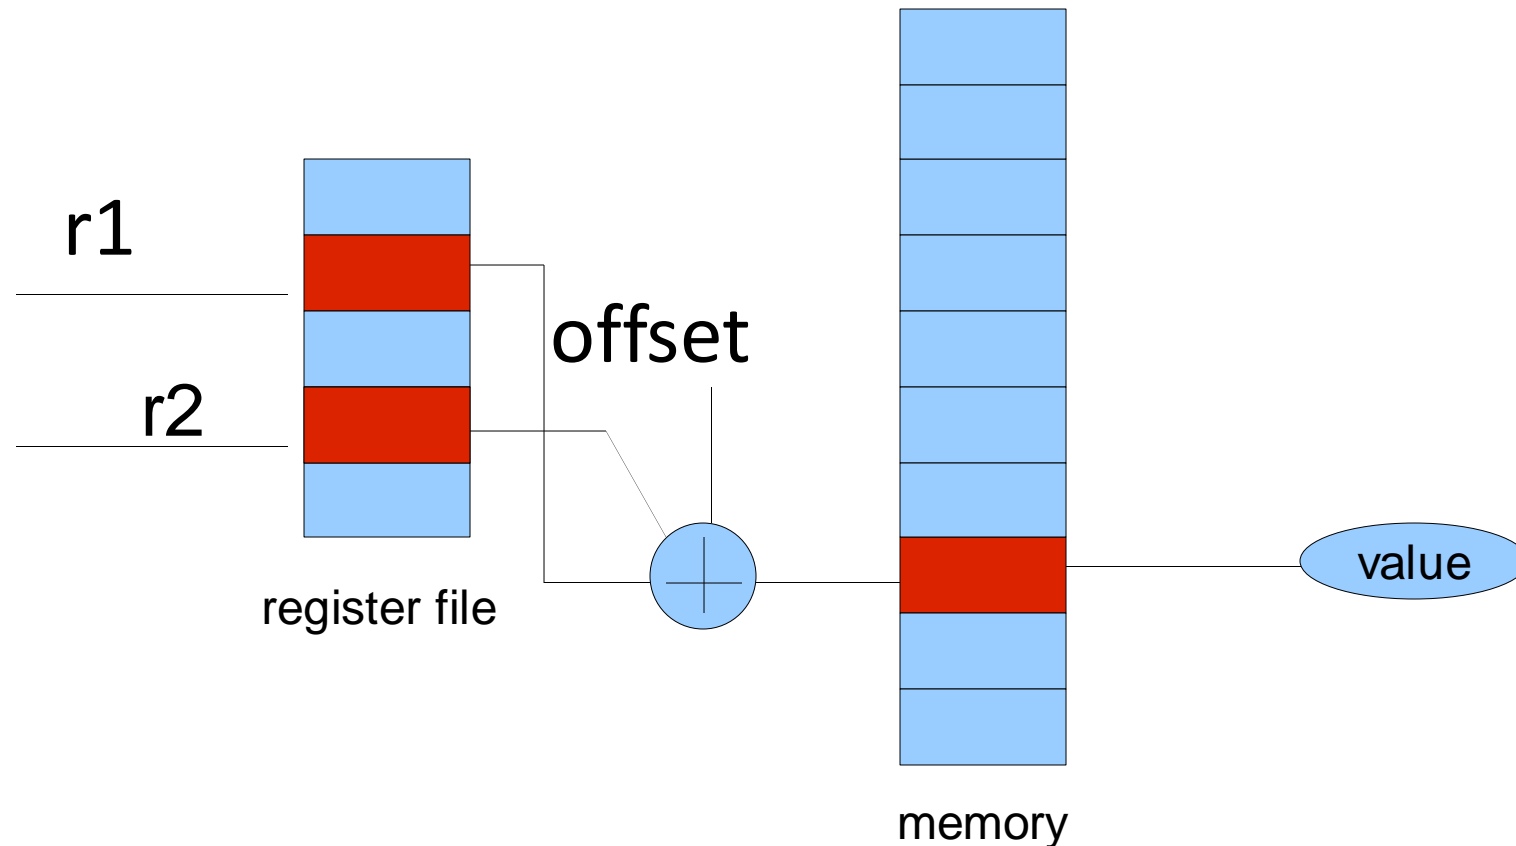 r1
offset
r2
value
register file
memory